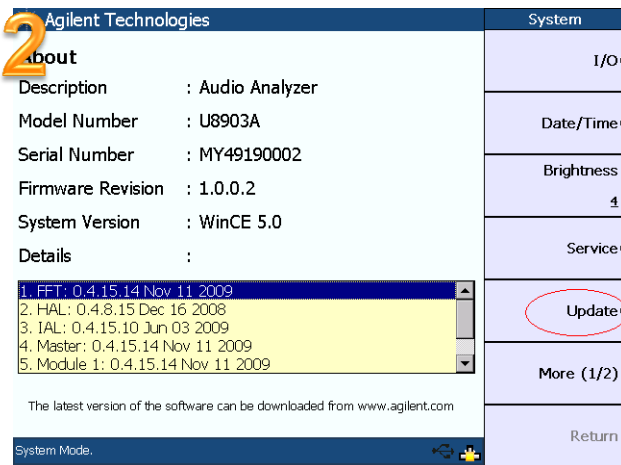 2
Agilent Technologies
About
Description : Audio Analyzer
Model Number : U8903A
Serial Number : MY49190002
Firmware Revision : 1.0.0.2
System Version : WinCE 5.0
Details :
1. FFT: 0.4.15.14 Nov 11 2009
2. HAL: 0.4.8.15 Dec 16 2008
3. IAL: 0.4.15.10 Jun 03 2009
4. Master: 0.4.15.14 Nov 11 2009
5. Module 1: 0.4.15.14 Nov 11 2009
The latest version of the software can be downloaded from www.agilent.com
System Mode.
System
I/O
Date/Time
Brightness
4
Service
Update
More (1/2)
Return